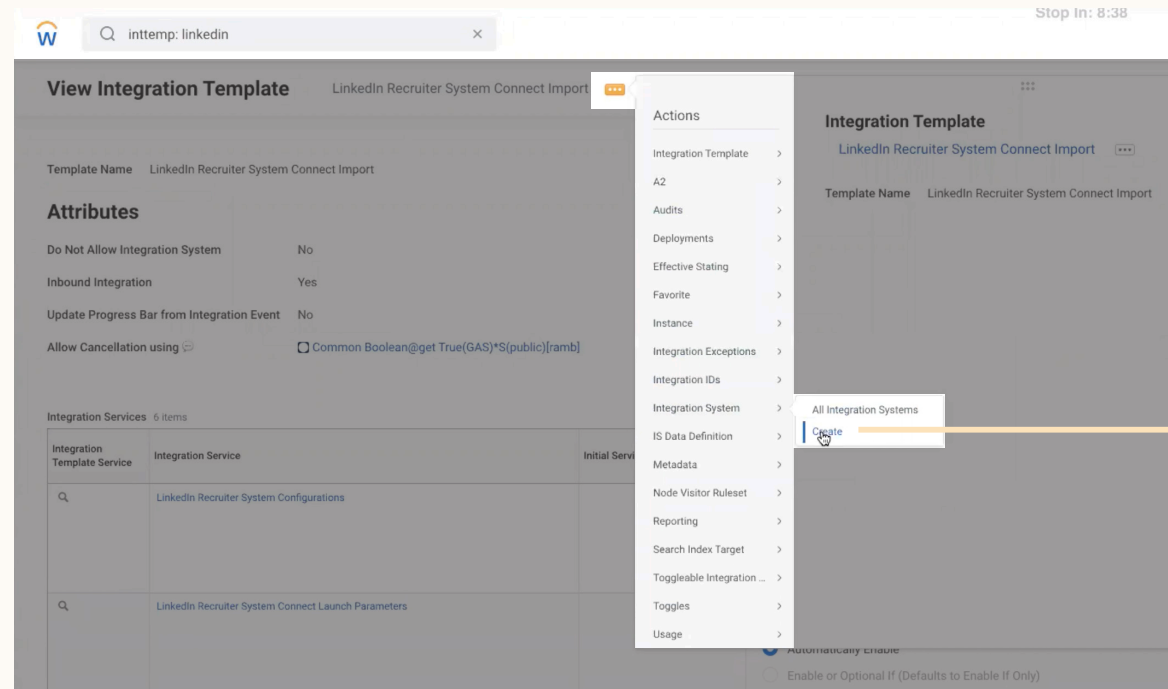 Stop In: 8:38
inttemp: linkedin
View Integration Template
LinkedIn Recruiter System Connect Import
Template Name LinkedIn Recruiter System Connect Import
Attributes
Do Not Allow Integration System No
Inbound Integration Yes
Update Progress Bar from Integration Event No
Allow Cancellation using Common Boolean@get True(GAS)*S(public)[ramb]
Integration Services 6 items
Integration Template Service
Integration Service
Initial Servi
LinkedIn Recruiter System Configurations
LinkedIn Recruiter System Connect Launch Parameters
Actions
Integration Template
A2
Audits
Deployments
Effective Stating
Favorite
Instance
Integration Exceptions
Integration IDs
Integration System
IS Data Definition
Metadata
Node Visitor Ruleset
Reporting
Search Index Target
Toggleable Integration ...
Toggles
Usage
All Integration Systems
Create
Integration Template
LinkedIn Recruiter System Connect Import
Template Name LinkedIn Recruiter System Connect Import
Automatically Enable
Enable or Optional If (Defaults to Enable If Only)